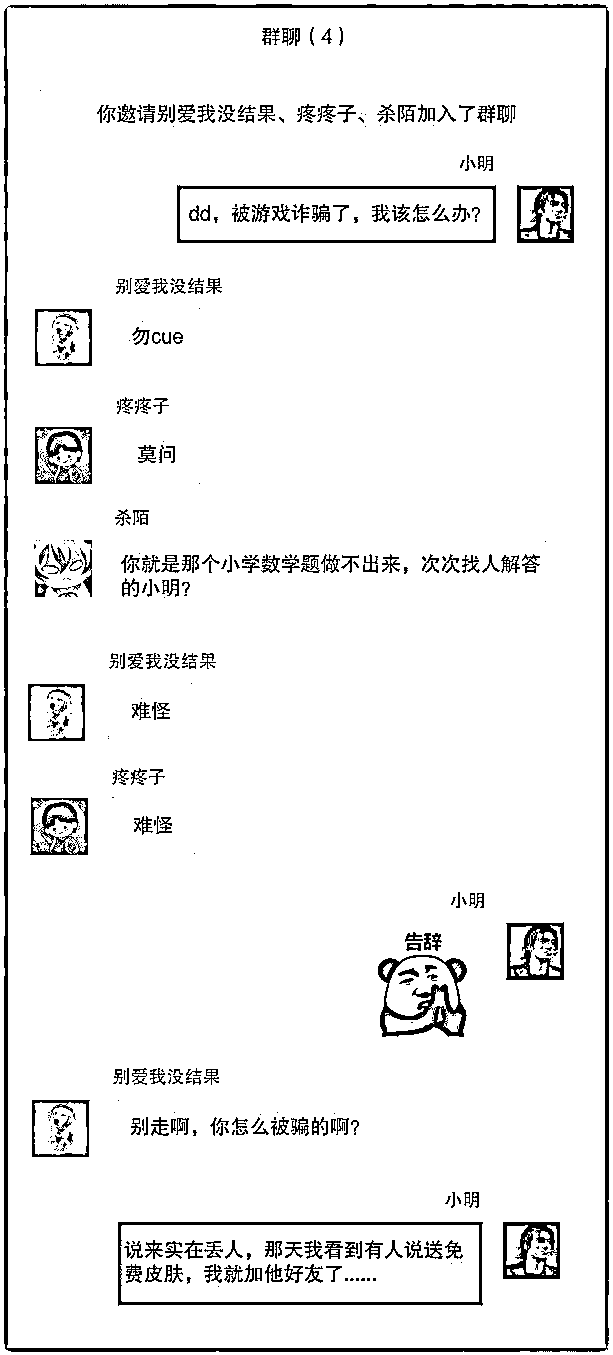 群聊（4）
你邀请别爱我没结果、疼疼子、杀陌加入了群聊
小明
dd，被游戏诈骗了，我该怎么办？
别愛我没结果
勿cue
疼疼子
莫问
杀陌
你就是那个小学数学题做不出来，次次找人解答
的小明？
别爱我没结果
难怪
疼疼子
难怪
小明
告辞
别爱我没结果
别走啊，你怎么被骗的啊？
小明
说来实在丢人，那天我看到有人说送免
费皮肤，我就加他好友了......